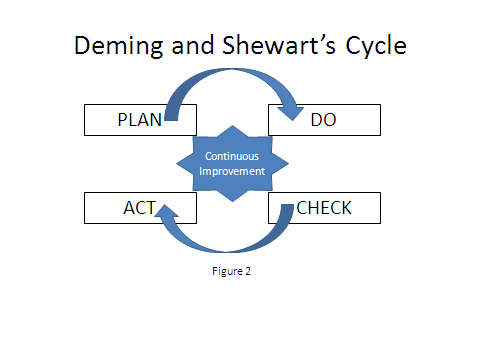 Deming and Shewart’s Cycle
PLAN
DO
Continuous
Improvement
ACT
CHECK
Figure 2